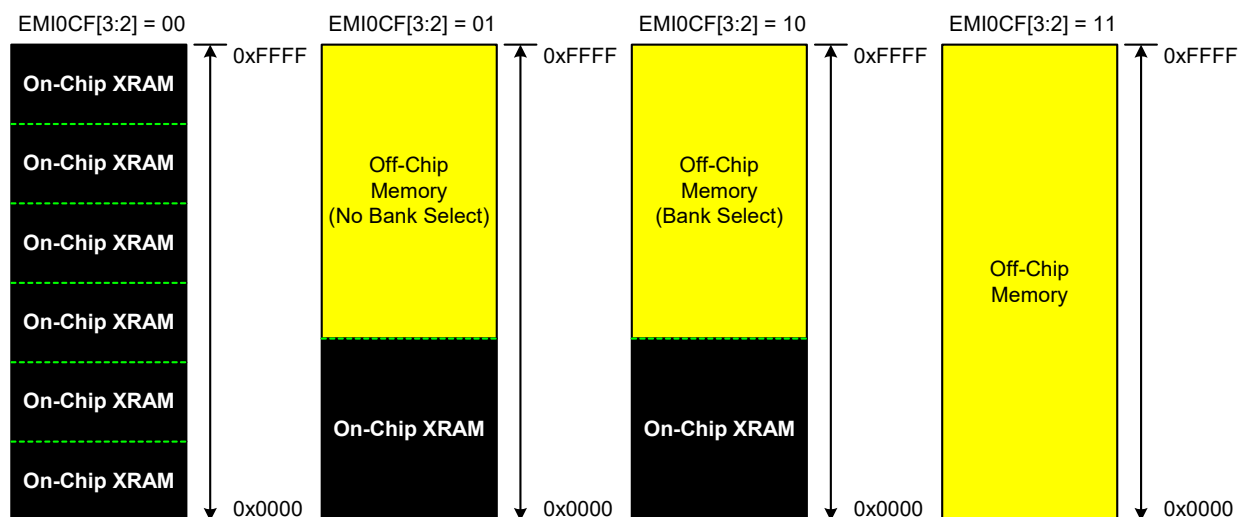 EMI0CF[3:2] = 00
EMI0CF[3:2] = 01
EMI0CF[3:2] = 10
EMI0CF[3:2] = 11
On-Chip XRAM
On-Chip XRAM
On-Chip XRAM
On-Chip XRAM
On-Chip XRAM
On-Chip XRAM
0xFFFF
0x0000
Off-Chip
Memory
(No Bank Select)
On-Chip XRAM
0xFFFF
0x0000
Off-Chip
Memory
(Bank Select)
On-Chip XRAM
0xFFFF
0x0000
Off-Chip
Memory
0xFFFF
0x0000